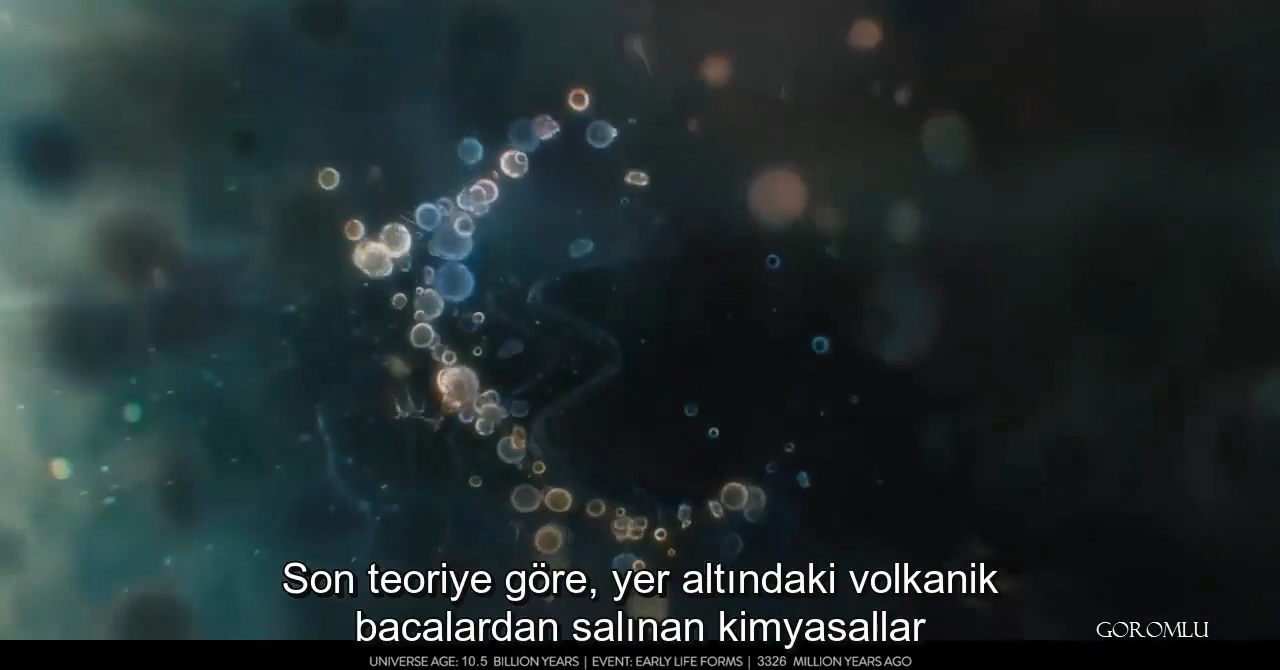 Son teoriye göre, yer altındaki volkanik
bacalardan salınan kimyasallar
GOROMLU
UNIVERSE AGE: 10.5 BILLION YEARS | EVENT: EARLY LIFE FORMS | 3326 MILLION YEARS AGO